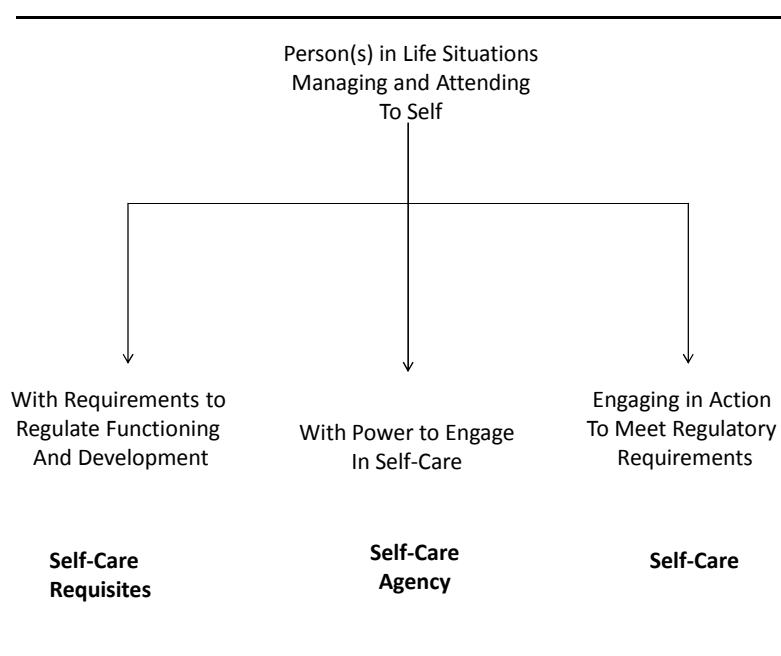 Person(s) in Life Situations
Managing and Attending
To Self
With Requirements to
Regulate Functioning
And Development
With Power to Engage
In Self-Care
Engaging in Action
To Meet Regulatory
Requirements
Self-Care
Requisites
Self-Care
Agency
Self-Care